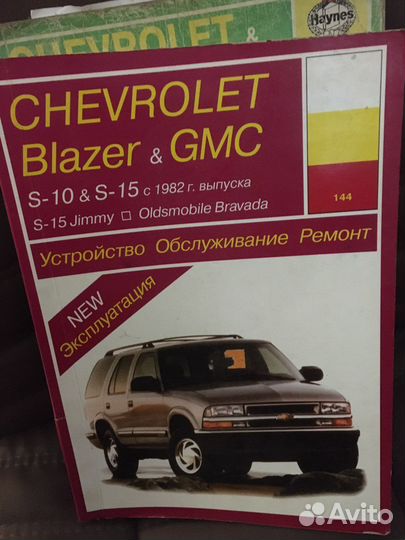 Haynes
CHEVROLET &
CHEVROLET
Blazer & GMC
S-10 & S-15 с 1982 г. выпуска
S-15 Jimmy □ Oldsmobile Bravada
144
Устройство Обслуживание Ремонт
NEW
Эксплуатация
Avito